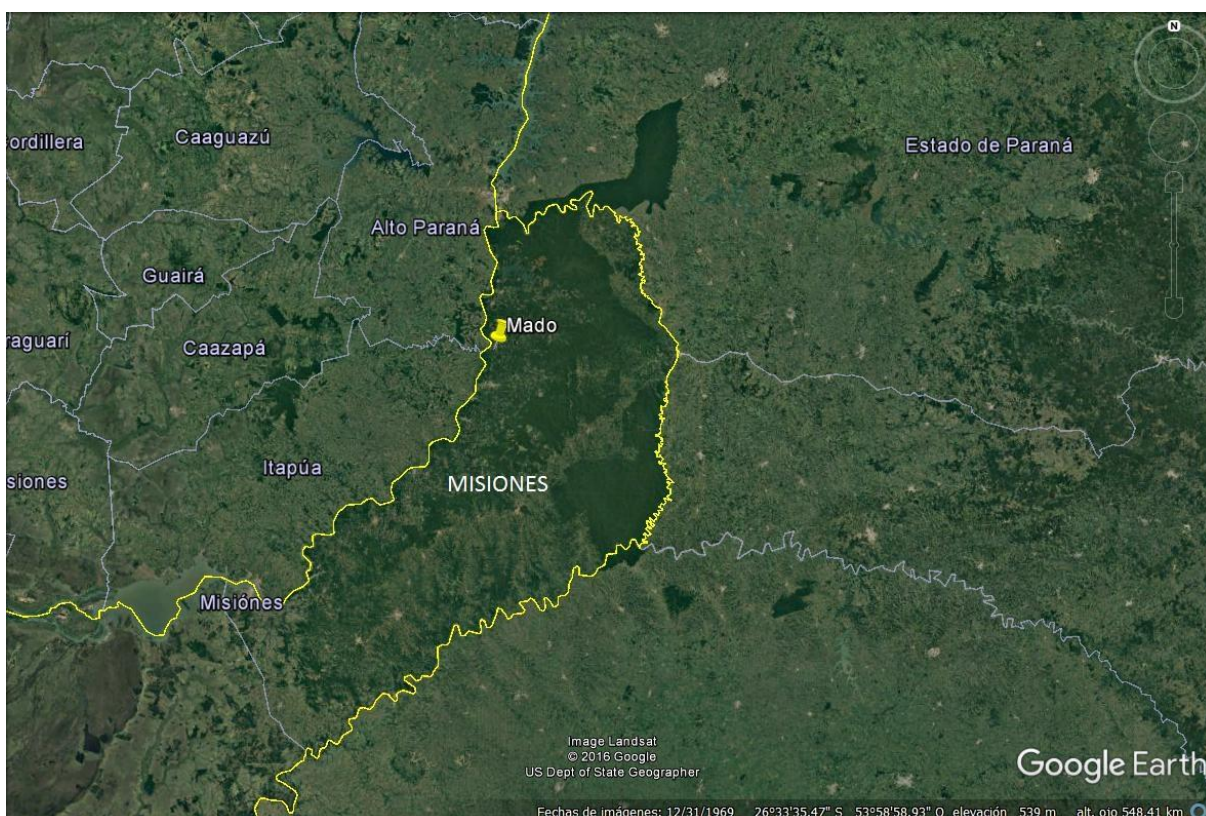 N
Caaguazú
ordillera
Estado de Paraná
Alto Paraná
Guairá
Mado
raguarí
Caazapá
Itapúa
siones
MISIONES
Misiónes
Image Landsat
© 2016 Google
US Dept of State Geographer
Google Earth
Fechas de imágenes: 12/31/1969 26°33'35.47" S 53°58'58.93" O elevación 539 m alt. ojo 548.41 km